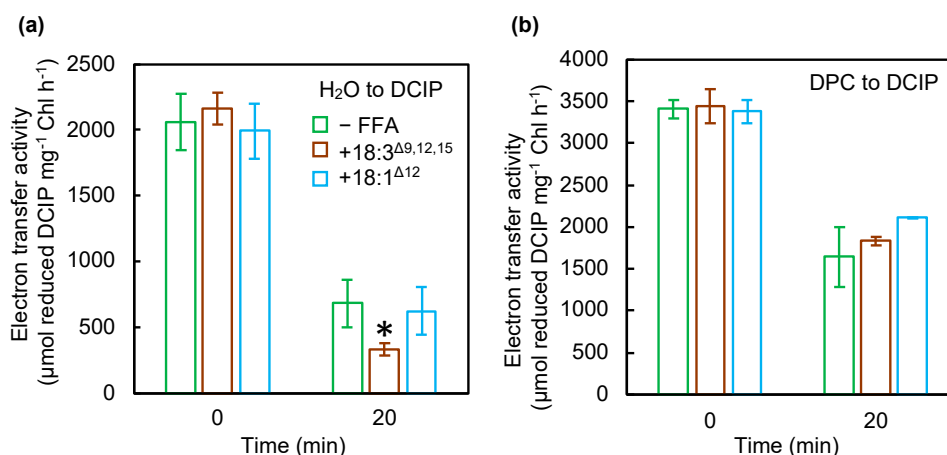 (a)
Electron transfer activity
(µmol reduced DCIP mg⁻¹ Chl h⁻¹)
2500
2000
1500
1000
500
0
H₂O to DCIP
− FFA
+18:3^Δ9,12,15
+18:1^Δ12
*
0 20
Time (min)
(b)
Electron transfer activity
(µmol reduced DCIP mg⁻¹ Chl h⁻¹)
4000
3500
3000
2500
2000
1500
1000
500
0
DPC to DCIP
0 20
Time (min)